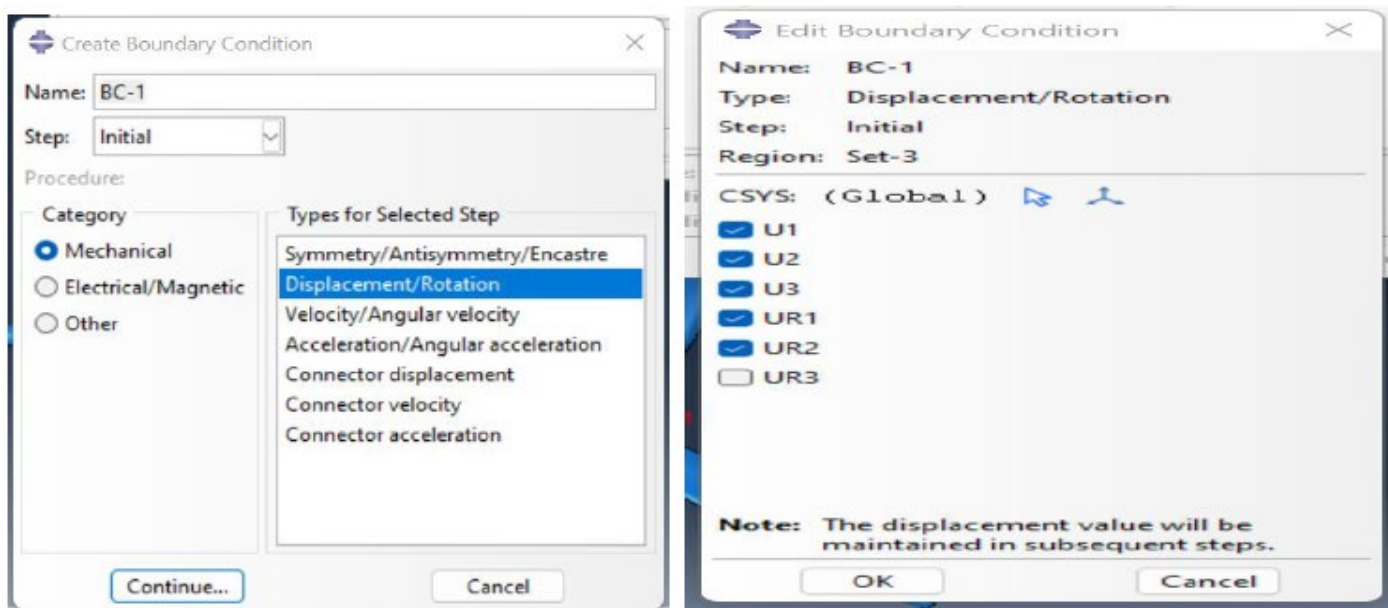 Create Boundary Condition
Name: BC-1
Step: Initial
Procedure:
Category
Mechanical
Electrical/Magnetic
Other
Types for Selected Step
Symmetry/Antisymmetry/Encastre
Displacement/Rotation
Velocity/Angular velocity
Acceleration/Angular acceleration
Connector displacement
Connector velocity
Connector acceleration
Continue... Cancel
Edit Boundary Condition
Name: BC-1
Type: Displacement/Rotation
Step: Initial
Region: Set-3
CSYS: (Global)
U1
U2
U3
UR1
UR2
UR3
Note: The displacement value will be
maintained in subsequent steps.
OK Cancel